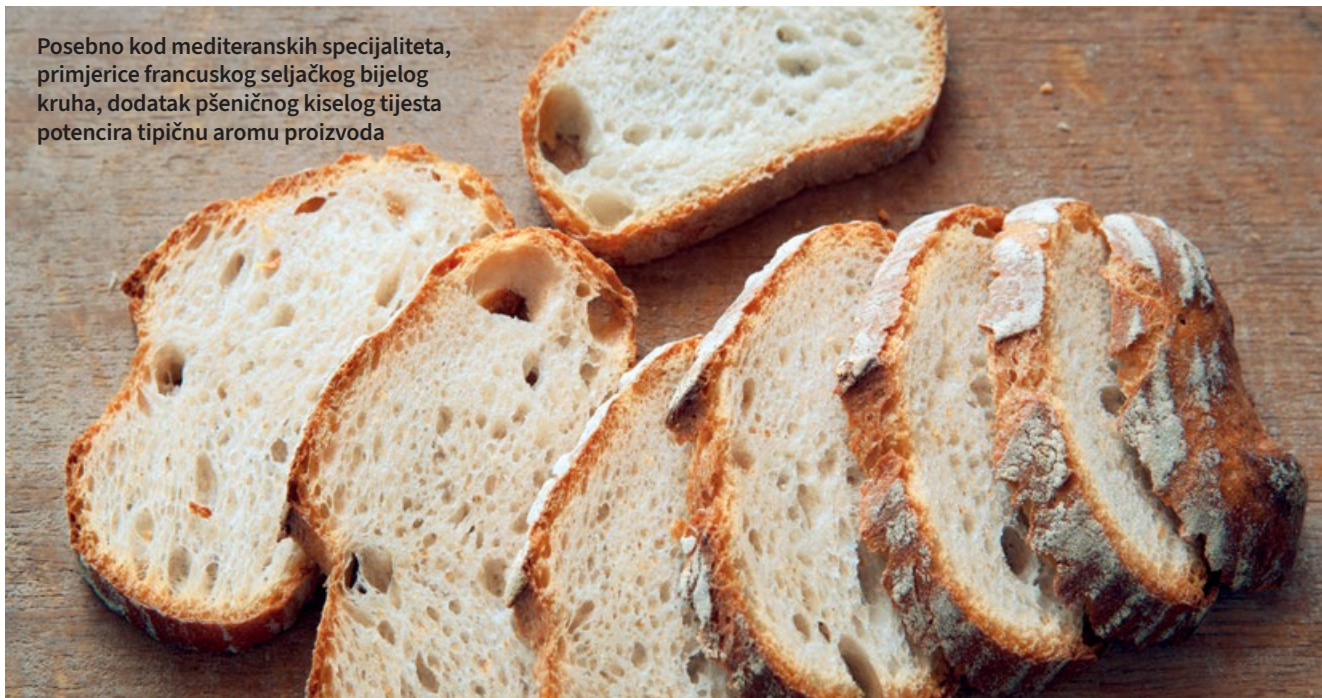 Posebno kod mediteranskih specijaliteta,
primjerice francuskog seljačkog bijelog
kruha, dodatak pšeničnog kiselog tijesta
potencira tipičnu aromu proizvoda